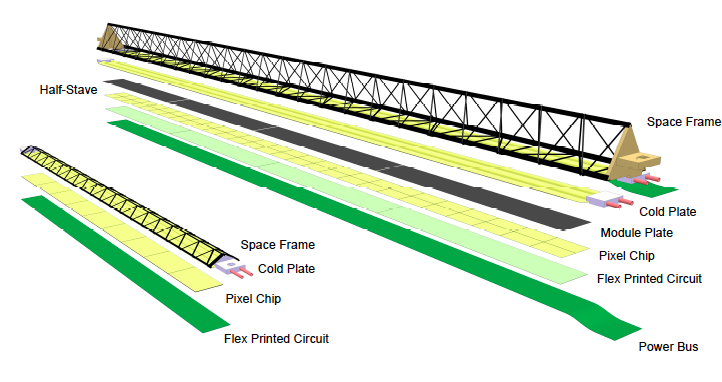 Half-Stave
Space Frame
Cold Plate
Module Plate
Pixel Chip
Flex Printed Circuit
Power Bus
Space Frame
Cold Plate
Pixel Chip
Flex Printed Circuit